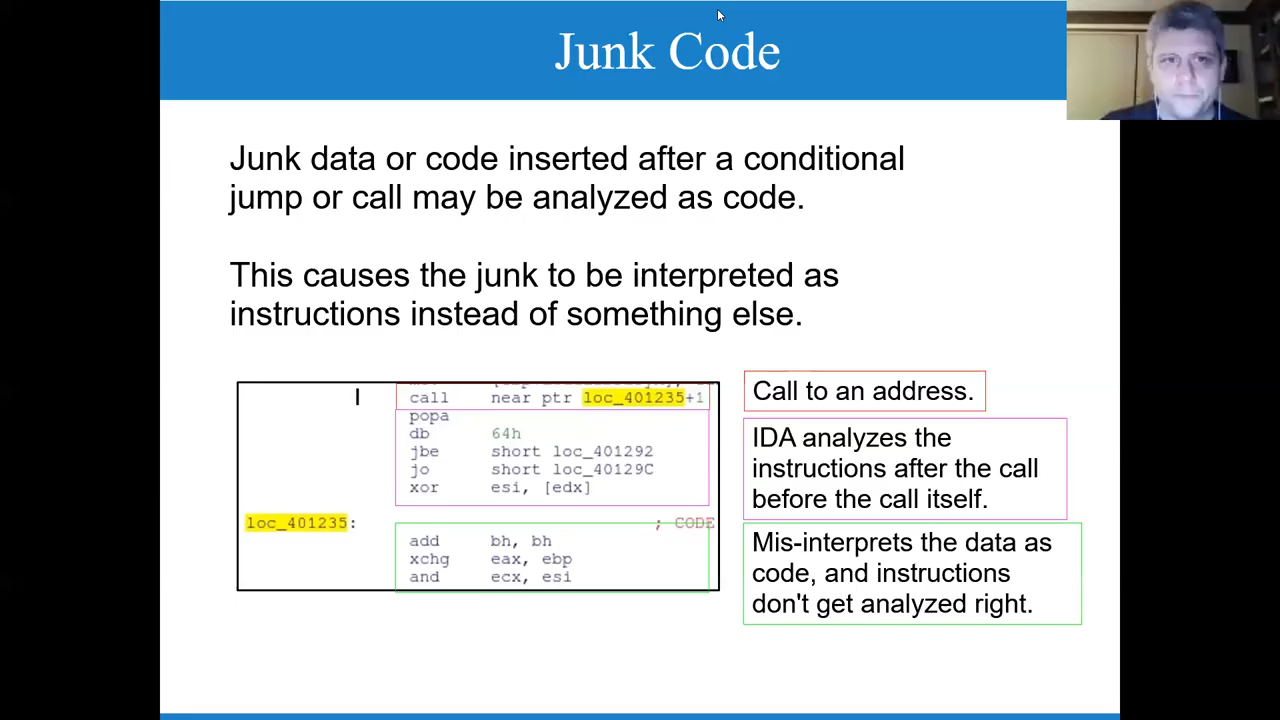 Junk Code
Junk data or code inserted after a conditional
jump or call may be analyzed as code.
This causes the junk to be interpreted as
instructions instead of something else.
call near ptr loc_401235+1
popa
db 64h
jbe short loc_401292
jo short loc_40129C
xor esi, [edx]
loc_401235: ; CODE
add bh, bh
xchg eax, ebp
and ecx, esi
Call to an address.
IDA analyzes the
instructions after the call
before the call itself.
Mis-interprets the data as
code, and instructions
don't get analyzed right.